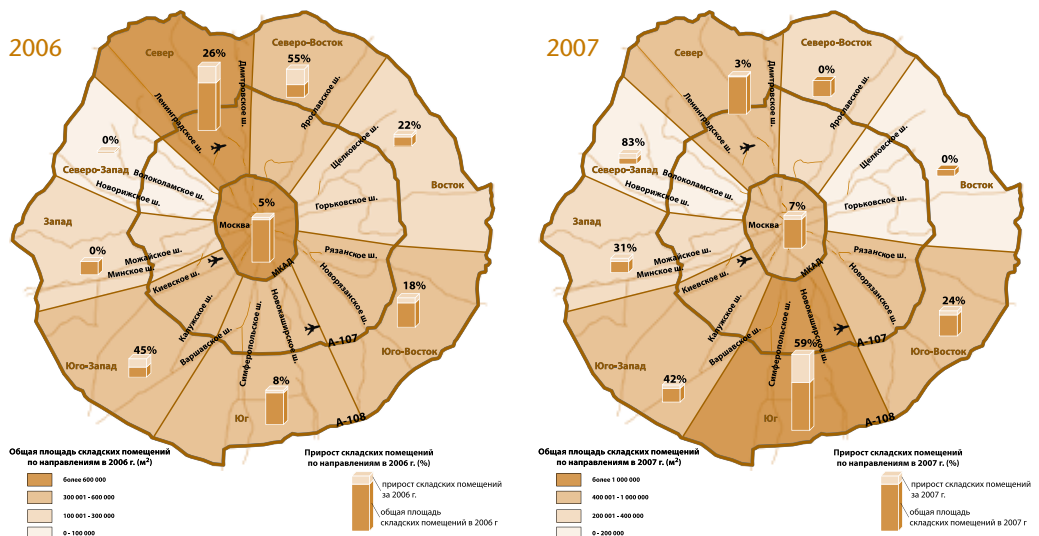 2006
Север
26%
Северо-Восток
55%
Дмитровское ш.
Ярославское ш.
Ленинградское ш.
Щелковское ш.
22%
0%
Северо-Запад
Волоколамское ш.
Новорижское ш.
Восток
Горьковское ш.
5%
Москва
Запад
0%
Можайское ш.
Минское ш.
Киевское ш.
МКАД
Рязанское ш.
Новорязанское ш.
18%
Калужское ш.
Варшавское ш.
Симферопольское ш.
Новокаширское ш.
А-107
Юго-Запад
45%
Юго-Восток
8%
Юг
А-108
Общая площадь складских помещений
по направлениям в 2006 г. (м²)
более 600 000
300 001 - 600 000
100 001 - 300 000
0 - 100 000
Прирост складских помещений
по направлениям в 2006 г. (%)
прирост складских помещений
за 2006 г.
общая площадь
складских помещений в 2006 г
2007
Север
3%
Северо-Восток
0%
Дмитровское ш.
Ярославское ш.
Ленинградское ш.
Щелковское ш.
0%
83%
Северо-Запад
Волоколамское ш.
Новорижское ш.
Восток
Горьковское ш.
7%
Москва
Запад
31%
Можайское ш.
Минское ш.
Киевское ш.
МКАД
Рязанское ш.
Новорязанское ш.
24%
Калужское ш.
Варшавское ш.
Симферопольское ш.
Новокаширское ш.
А-107
Юго-Запад
42%
Юго-Восток
59%
Юг
А-108
Общая площадь складских помещений
по направлениям в 2007 г. (м²)
более 1 000 000
400 001 - 1 000 000
200 001 - 400 000
0 - 200 000
Прирост складских помещений
по направлениям в 2007 г. (%)
прирост складских помещений
за 2007 г.
общая площадь
складских помещений в 2007 г